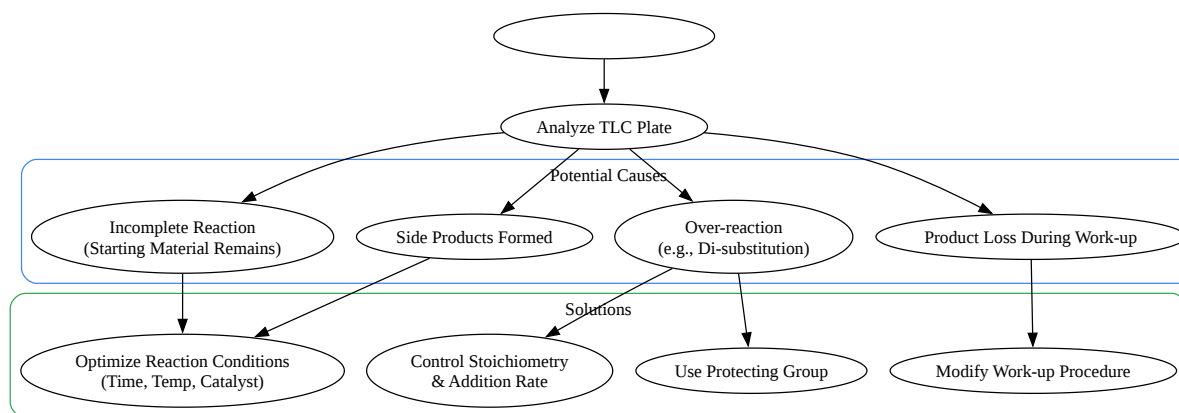 Analyze TLC Plate
Potential Causes
Incomplete Reaction
(Starting Material Remains)
Side Products Formed
Over-reaction
(e.g., Di-substitution)
Product Loss During Work-up
Solutions
Optimize Reaction Conditions
(Time, Temp, Catalyst)
Control Stoichiometry
& Addition Rate
Use Protecting Group
Modify Work-up Procedure